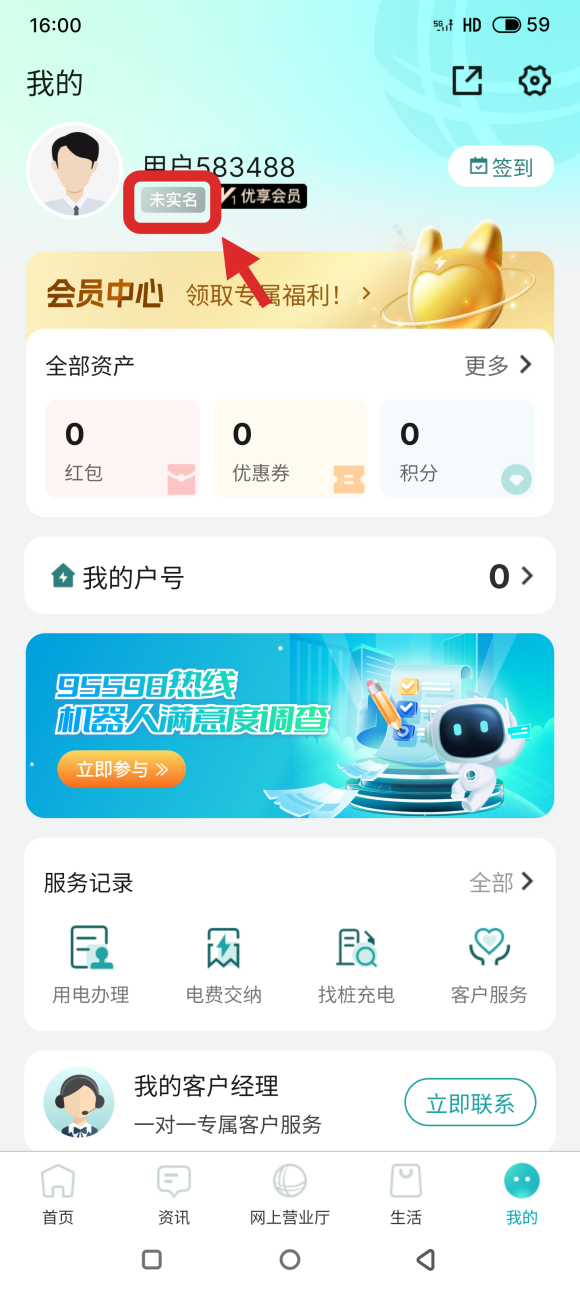 16:00
5G HD 59
我的
用户583488
签到
未实名
V1 优享会员
会员中心 领取专属福利!
全部资产 更多
0 0 0
红包 优惠券 积分
我的户号 0
95598热线
机器人满意度调查
立即参与
服务记录 全部
用电办理 电费交纳 找桩充电 客户服务
我的客户经理
一对一专属客户服务
立即联系
首页 资讯 网上营业厅 生活 我的